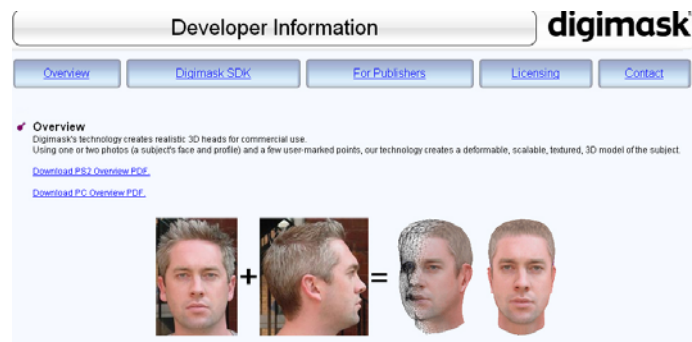 Developer Information
digimask
Overview
Digimask SDK
For Publishers
Licensing
Contact
Overview
Digimask's technology creates realistic 3D heads for commercial use.
Using one or two photos (a subject's face and profile) and a few user-marked points, our technology creates a deformable, scalable, textured, 3D model of the subject.
Download PS2 Overview PDF.
Download PC Overview PDF.
+
=